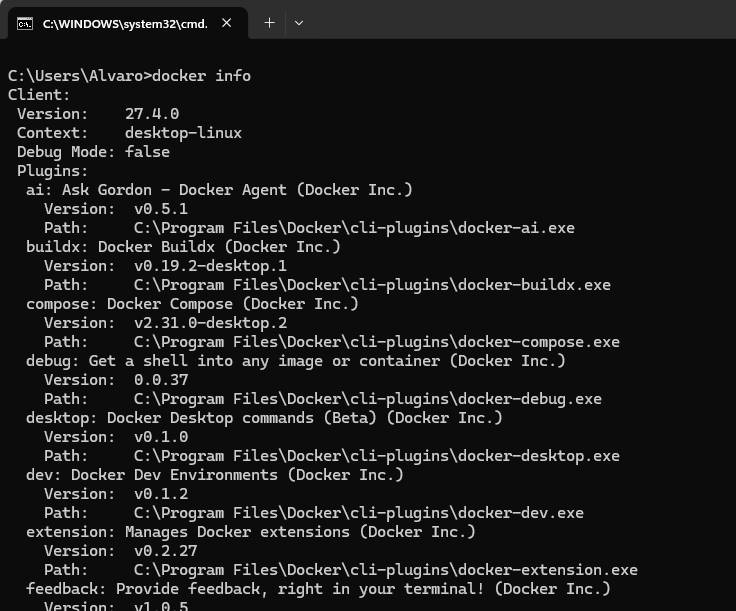 C:\WINDOWS\system32\cmd.
C:\Users\Alvaro>docker info
Client:
 Version:    27.4.0
 Context:    desktop-linux
 Debug Mode: false
 Plugins:
  ai: Ask Gordon - Docker Agent (Docker Inc.)
    Version:  v0.5.1
    Path:     C:\Program Files\Docker\cli-plugins\docker-ai.exe
  buildx: Docker Buildx (Docker Inc.)
    Version:  v0.19.2-desktop.1
    Path:     C:\Program Files\Docker\cli-plugins\docker-buildx.exe
  compose: Docker Compose (Docker Inc.)
    Version:  v2.31.0-desktop.2
    Path:     C:\Program Files\Docker\cli-plugins\docker-compose.exe
  debug: Get a shell into any image or container (Docker Inc.)
    Version:  0.0.37
    Path:     C:\Program Files\Docker\cli-plugins\docker-debug.exe
  desktop: Docker Desktop commands (Beta) (Docker Inc.)
    Version:  v0.1.0
    Path:     C:\Program Files\Docker\cli-plugins\docker-desktop.exe
  dev: Docker Dev Environments (Docker Inc.)
    Version:  v0.1.2
    Path:     C:\Program Files\Docker\cli-plugins\docker-dev.exe
  extension: Manages Docker extensions (Docker Inc.)
    Version:  v0.2.27
    Path:     C:\Program Files\Docker\cli-plugins\docker-extension.exe
  feedback: Provide feedback, right in your terminal! (Docker Inc.)
    Version:  v1.0.5